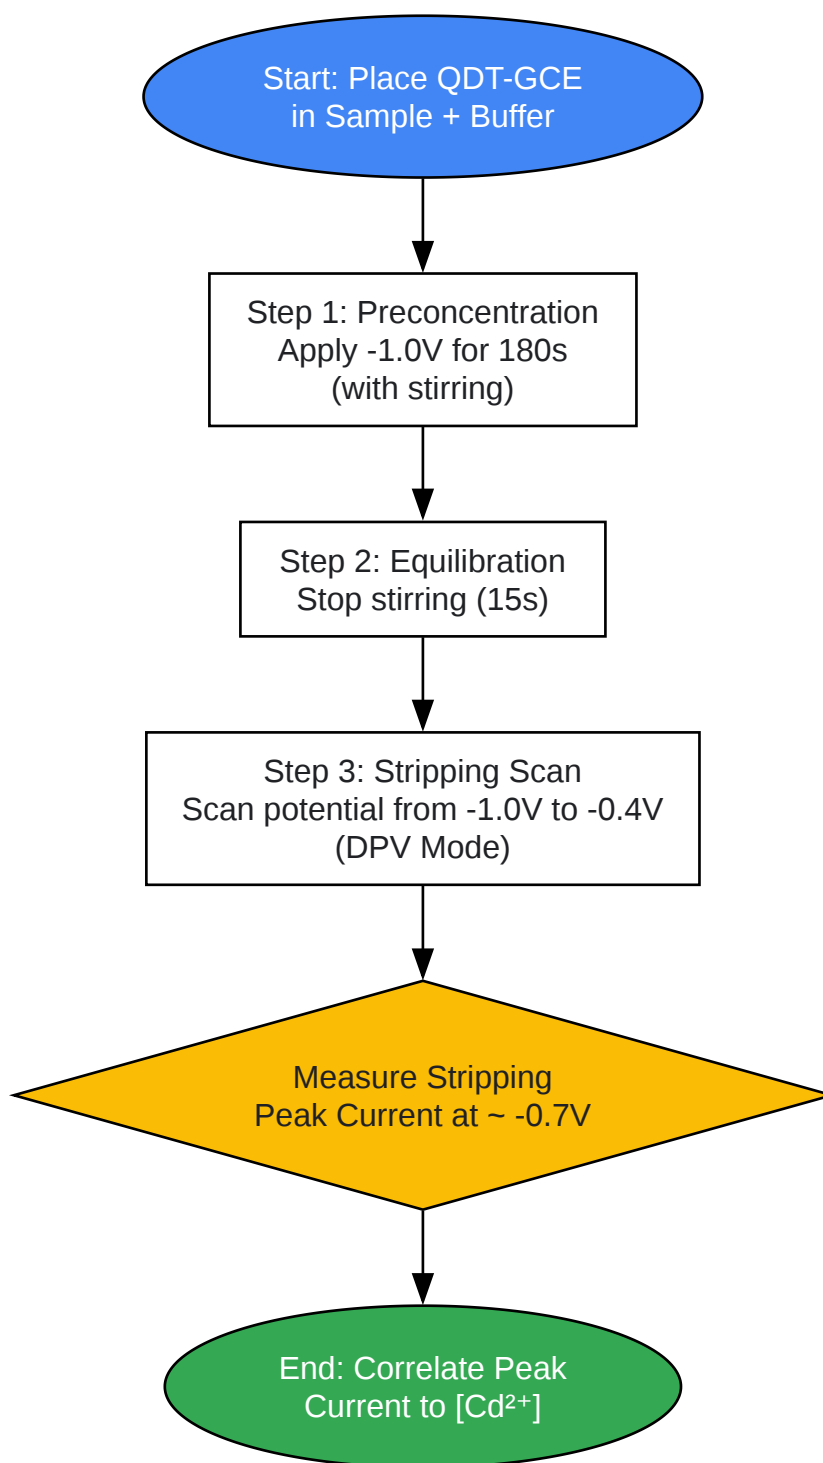 Start: Place QDT-GCE
in Sample + Buffer
Step 1: Preconcentration
Apply -1.0V for 180s
(with stirring)
Step 2: Equilibration
Stop stirring (15s)
Step 3: Stripping Scan
Scan potential from -1.0V to -0.4V
(DPV Mode)
Measure Stripping
Peak Current at ~ -0.7V
End: Correlate Peak
Current to [Cd²⁺]